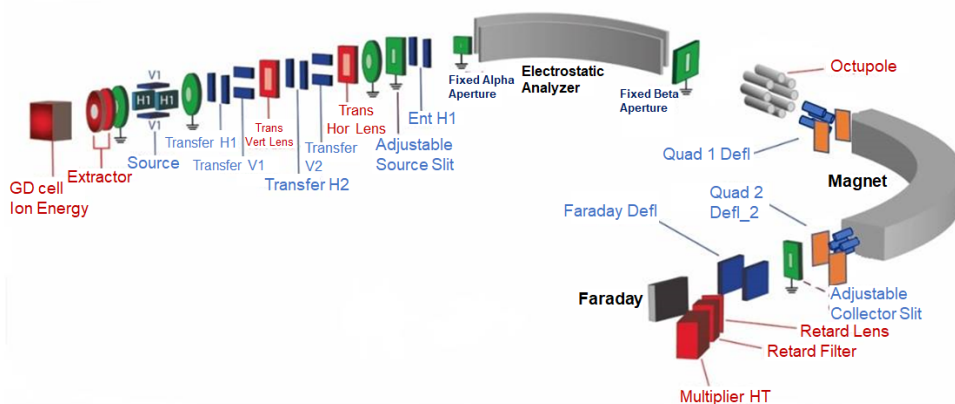 V1
H1
H1
V1
GD cell
Ion Energy
Extractor
Source
Transfer H1
Transfer V1
Trans
Vert Lens
Transfer H2
Transfer
V2
Trans
Hor Lens
Adjustable
Source Slit
Ent H1
Fixed Alpha
Aperture
Electrostatic
Analyzer
Fixed Beta
Aperture
Octupole
Quad 1 Defl
Magnet
Quad 2
Defl_2
Faraday Defl
Faraday
Adjustable
Collector Slit
Retard Lens
Retard Filter
Multiplier HT